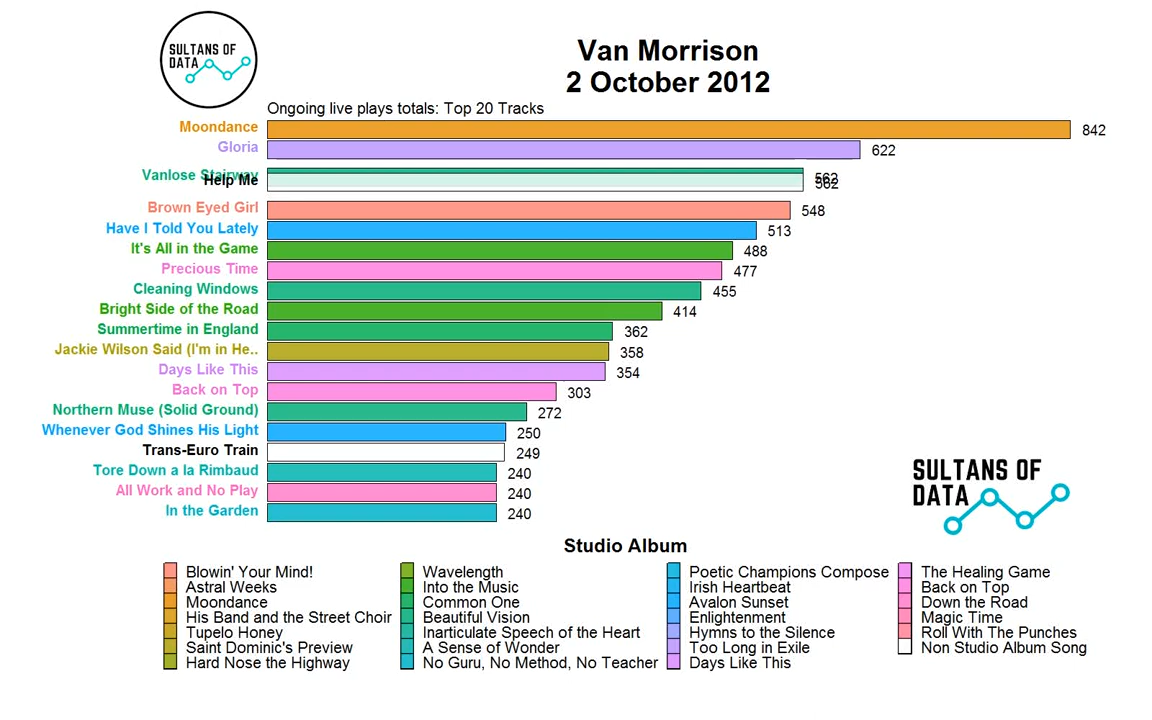 SULTANS OF
DATA
Van Morrison
2 October 2012
Ongoing live plays totals: Top 20 Tracks
Moondance 842
Gloria 622
Vanlose Stairway 562
Help Me 562
Brown Eyed Girl 548
Have I Told You Lately 513
It's All in the Game 488
Precious Time 477
Cleaning Windows 455
Bright Side of the Road 414
Summertime in England 362
Jackie Wilson Said (I'm in He.. 358
Days Like This 354
Back on Top 303
Northern Muse (Solid Ground) 272
Whenever God Shines His Light 250
Trans-Euro Train 249
Tore Down a la Rimbaud 240
All Work and No Play 240
In the Garden 240
SULTANS OF
DATA
Studio Album
Blowin' Your Mind!
Astral Weeks
Moondance
His Band and the Street Choir
Tupelo Honey
Saint Dominic's Preview
Hard Nose the Highway
Wavelength
Into the Music
Common One
Beautiful Vision
Inarticulate Speech of the Heart
A Sense of Wonder
No Guru, No Method, No Teacher
Poetic Champions Compose
Irish Heartbeat
Avalon Sunset
Enlightenment
Hymns to the Silence
Too Long in Exile
Days Like This
The Healing Game
Back on Top
Down the Road
Magic Time
Roll With The Punches
Non Studio Album Song